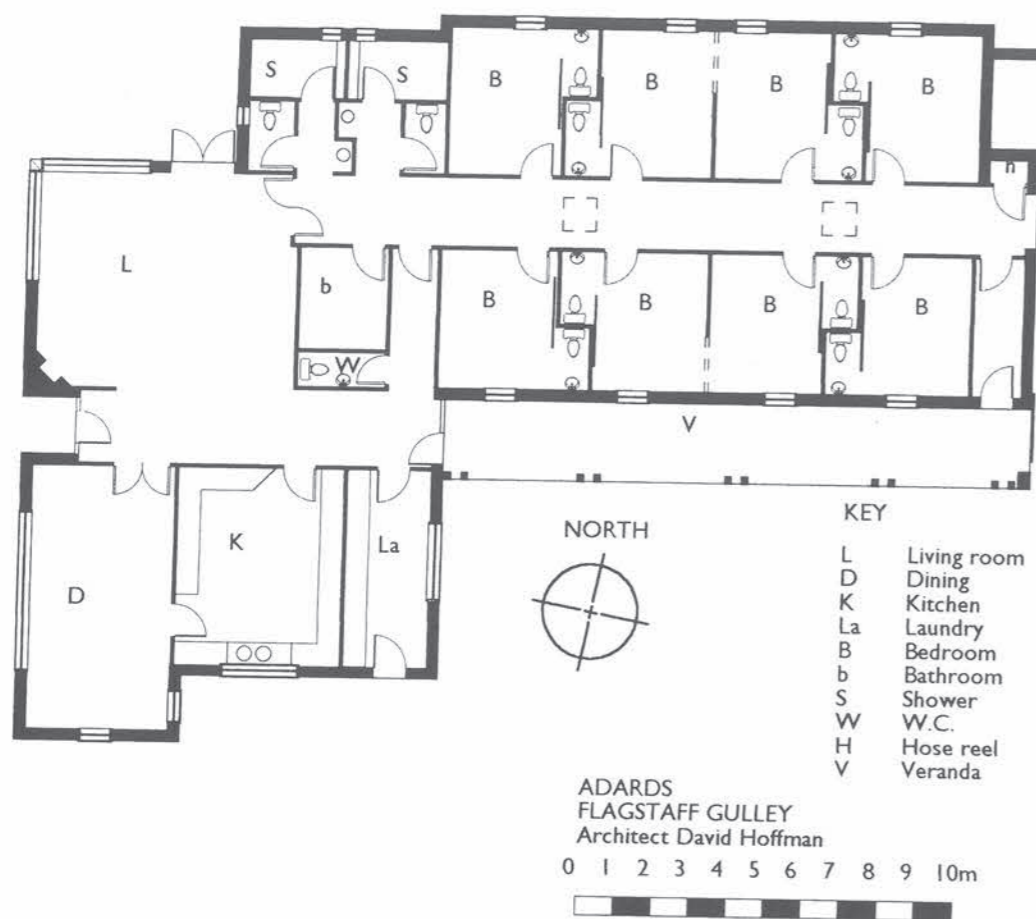 S
S
B
B
B
B
h
L
b
B
B
B
B
W
V
K
La
D
NORTH
KEY
L Living room
D Dining
K Kitchen
La Laundry
B Bedroom
b Bathroom
S Shower
W W.C.
H Hose reel
V Veranda
ADARDS
FLAGSTAFF GULLEY
Architect David Hoffman
0 1 2 3 4 5 6 7 8 9 10m